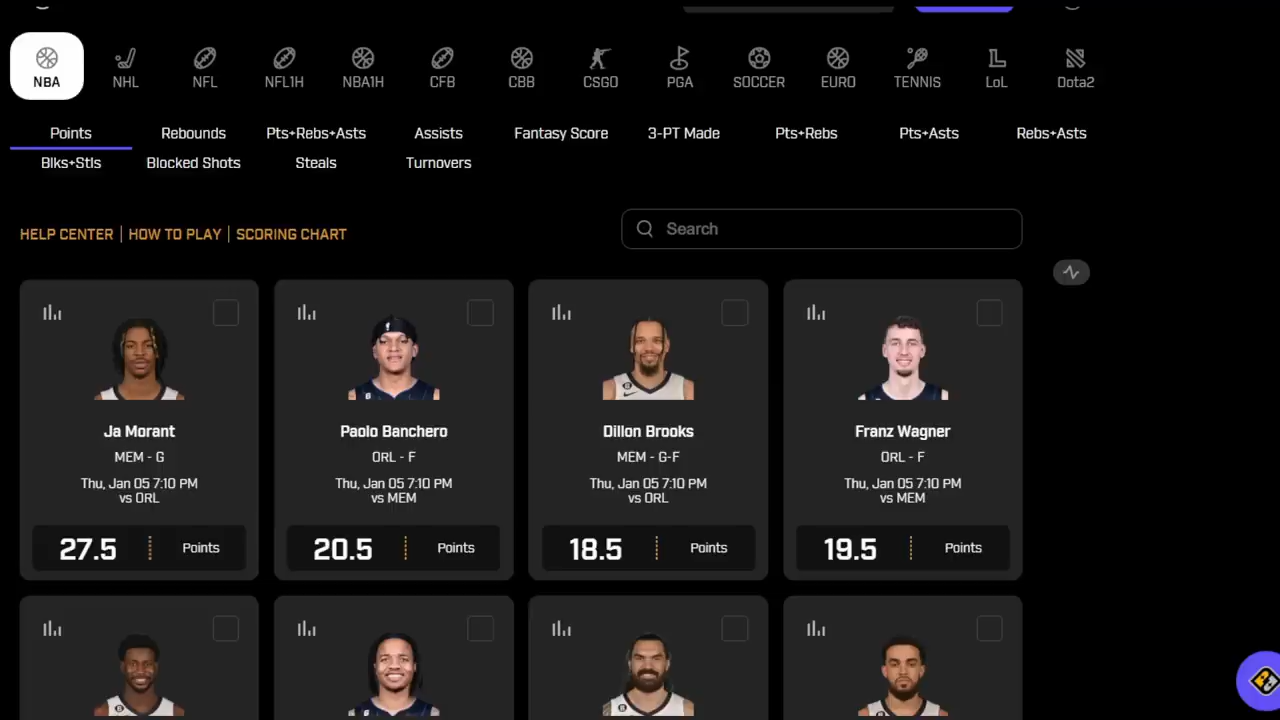 NBA NHL NFL NFL1H NBA1H CFB CBB CSGO PGA SOCCER EURO TENNIS LoL Dota2
Points Rebounds Pts+Rebs+Asts Assists Fantasy Score 3-PT Made Pts+Rebs Pts+Asts Rebs+Asts
Blks+Stls Blocked Shots Steals Turnovers
HELP CENTER | HOW TO PLAY | SCORING CHART
Search
Ja Morant
MEM - G
Thu, Jan 05 7:10 PM
vs ORL
27.5 Points
Paolo Banchero
ORL - F
Thu, Jan 05 7:10 PM
vs MEM
20.5 Points
Dillon Brooks
MEM - G-F
Thu, Jan 05 7:10 PM
vs ORL
18.5 Points
Franz Wagner
ORL - F
Thu, Jan 05 7:10 PM
vs MEM
19.5 Points